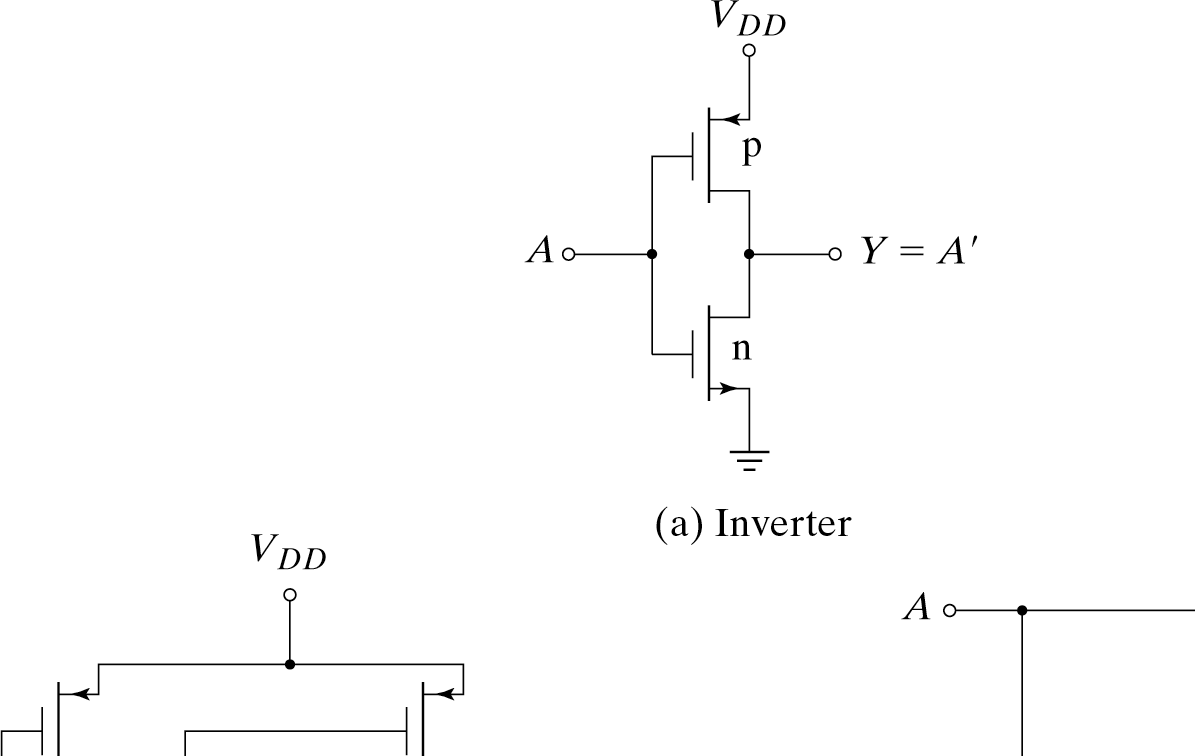 V_DD
p
A Y = A′
n
(a) Inverter
V_DD
A